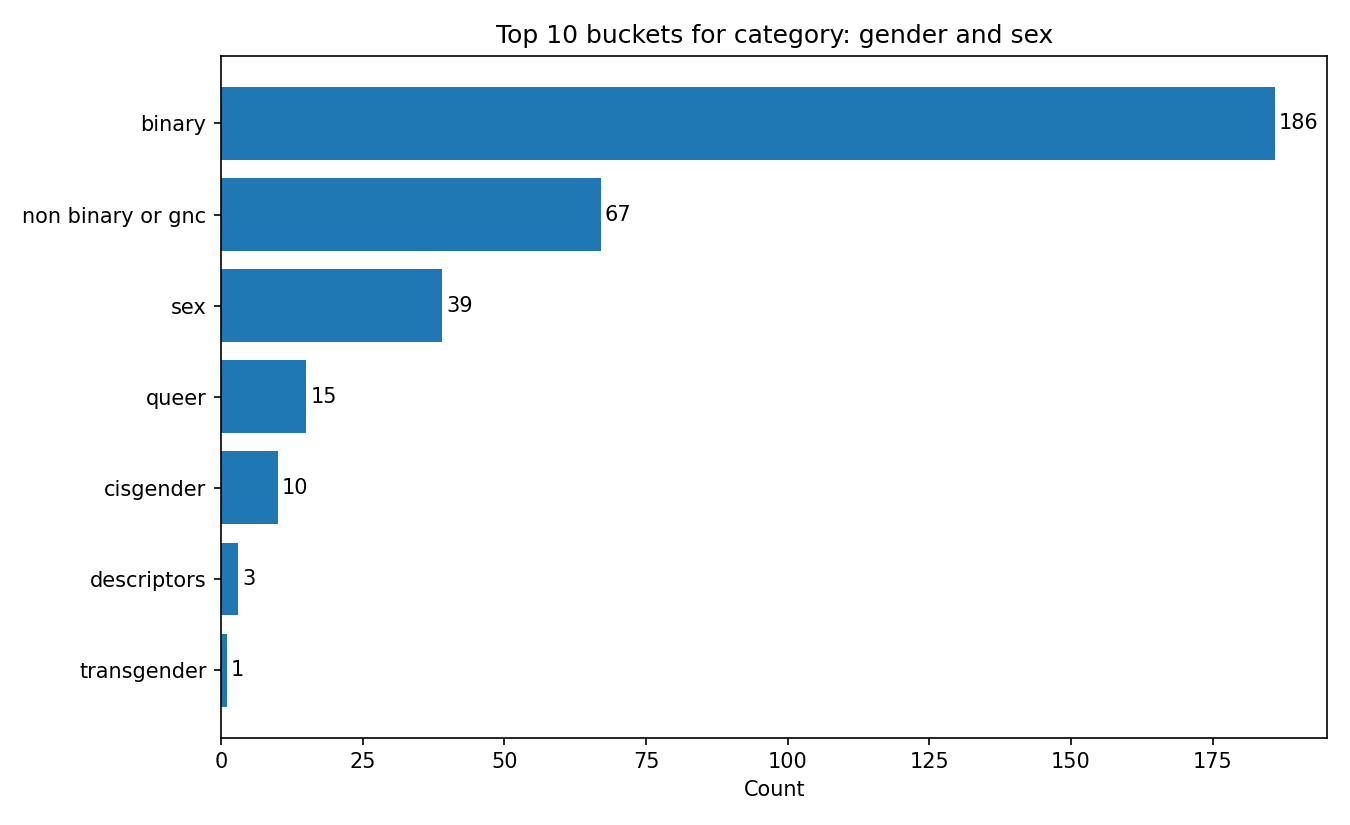 Top 10 buckets for category: gender and sex
binary
186
non binary or gnc
67
sex
39
queer
15
cisgender
10
descriptors
3
transgender
1
0 25 50 75 100 125 150 175
Count